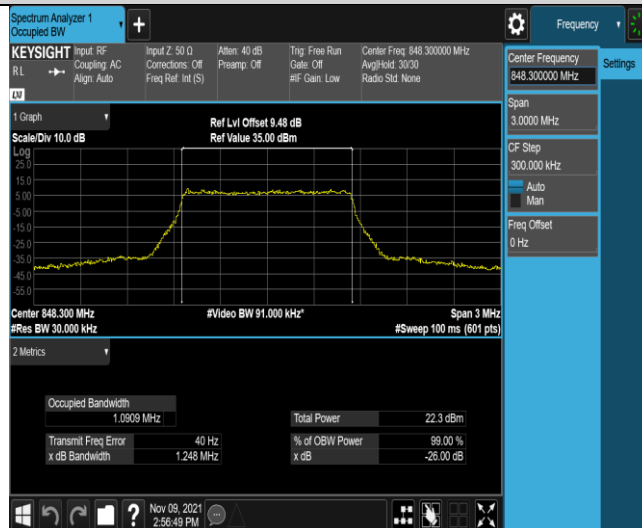 Spectrum Analyzer 1
Occupied BW
Frequency
KEYSIGHT
RL
LXI
Input: RF
Coupling: AC
Align: Auto
Input Z: 50 Ω
Corrections: Off
Freq Ref: Int (S)
Atten: 40 dB
Preamp: Off
Trig: Free Run
Gate: Off
#IF Gain: Low
Center Freq: 848.300000 MHz
Avg|Hold: 30/30
Radio Std: None
Center Frequency
848.300000 MHz
Settings
Span
3.0000 MHz
CF Step
300.000 kHz
Auto
Man
Freq Offset
0 Hz
1 Graph
Scale/Div 10.0 dB
Ref Lvl Offset 9.48 dB
Ref Value 35.00 dBm
Log
25.0
15.0
5.00
-5.00
-15.0
-25.0
-35.0
-45.0
-55.0
Center 848.300 MHz
#Video BW 91.000 kHz*
Span 3 MHz
#Res BW 30.000 kHz
#Sweep 100 ms (601 pts)
2 Metrics
Occupied Bandwidth
1.0909 MHz
Total Power 22.3 dBm
Transmit Freq Error 40 Hz
% of OBW Power 99.00 %
x dB Bandwidth 1.248 MHz
x dB -26.00 dB
?
Nov 09, 2021
2:56:49 PM